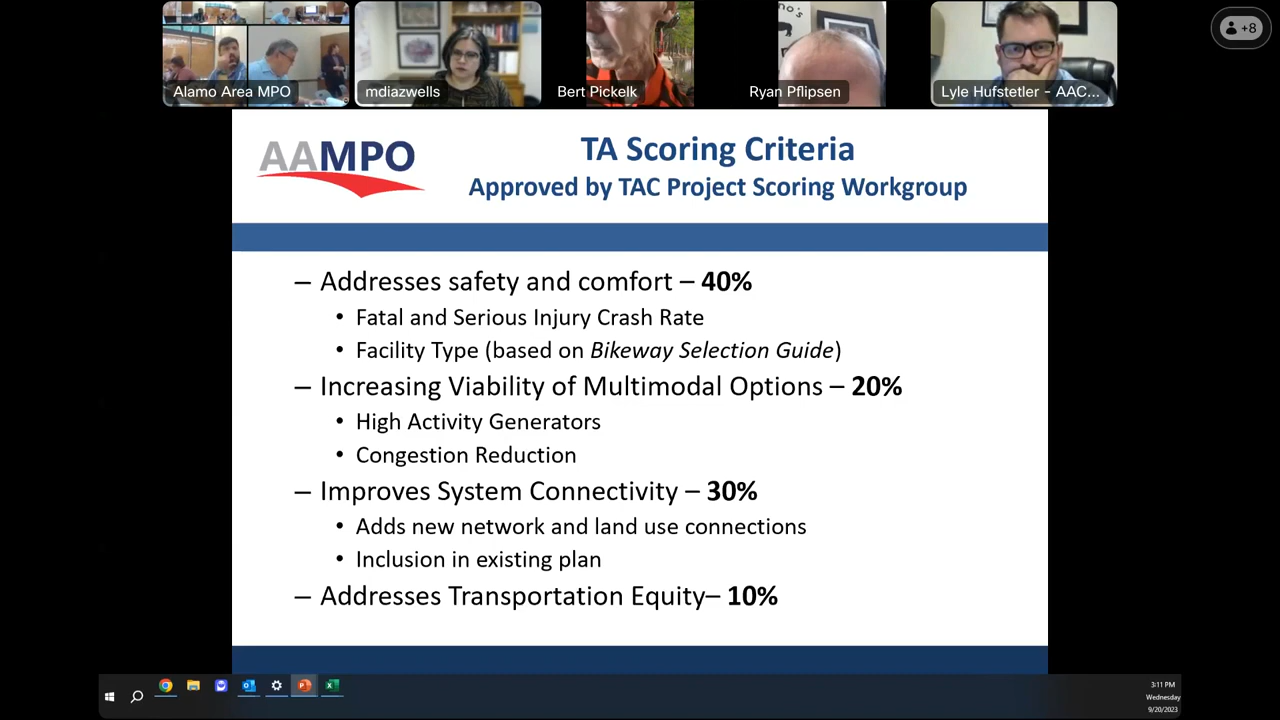 +8
Alamo Area MPO
mdiazwells
Bert Pickelk
Ryan Pflipsen
Lyle Hufstetler - AAC...
AAMPO
TA Scoring Criteria
Approved by TAC Project Scoring Workgroup
– Addresses safety and comfort – 40%
• Fatal and Serious Injury Crash Rate
• Facility Type (based on Bikeway Selection Guide)
– Increasing Viability of Multimodal Options – 20%
• High Activity Generators
• Congestion Reduction
– Improves System Connectivity – 30%
• Adds new network and land use connections
• Inclusion in existing plan
– Addresses Transportation Equity– 10%
3:11 PM
Wednesday
9/20/2023